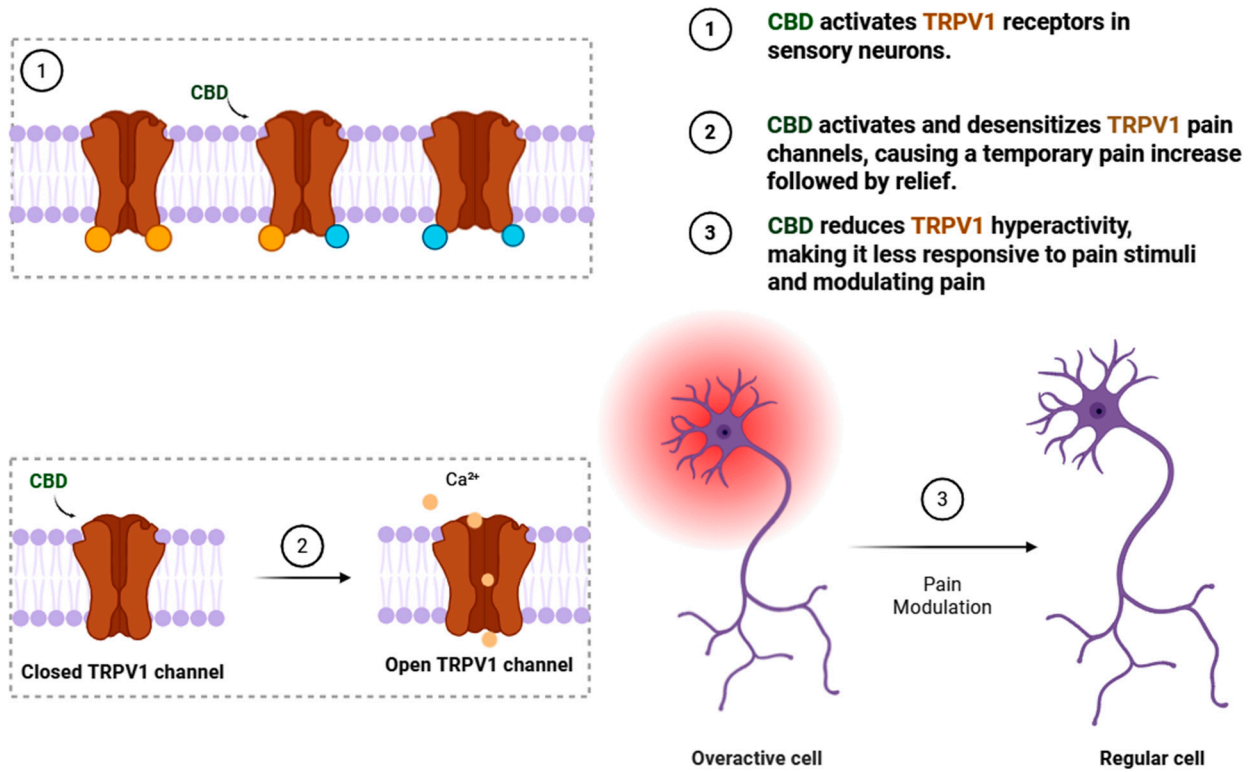 1
CBD
1
CBD activates TRPV1 receptors in
sensory neurons.
2
CBD activates and desensitizes TRPV1 pain
channels, causing a temporary pain increase
followed by relief.
3
CBD reduces TRPV1 hyperactivity,
making it less responsive to pain stimuli
and modulating pain
CBD
2
Ca²⁺
Closed TRPV1 channel
Open TRPV1 channel
3
Pain
Modulation
Overactive cell
Regular cell